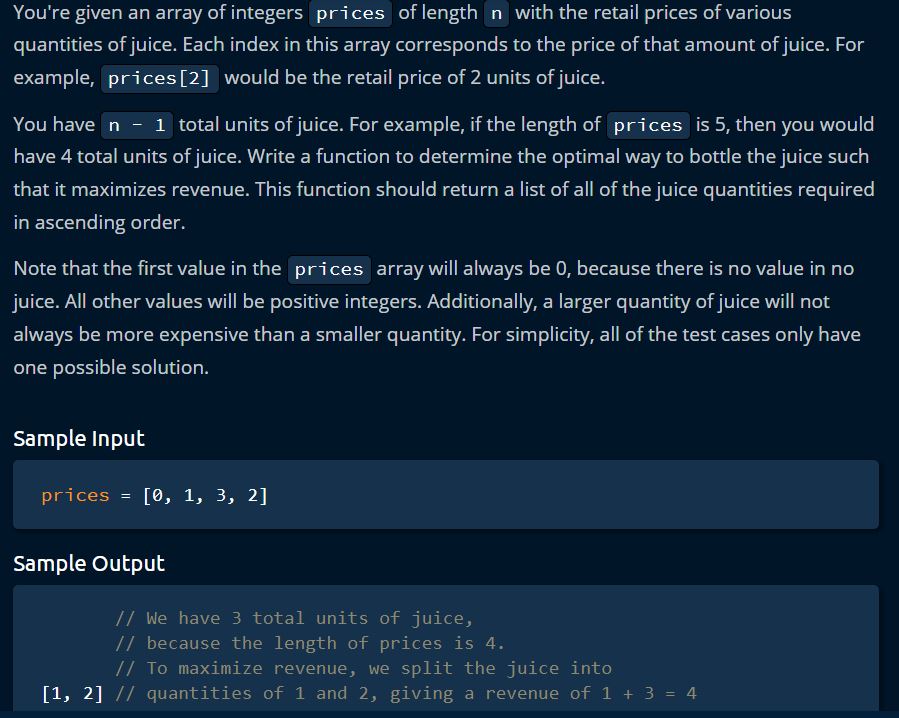 You're given an array of integers prices of length n with the retail prices of various
quantities of juice. Each index in this array corresponds to the price of that amount of juice. For
example, prices[2] would be the retail price of 2 units of juice.
You have n - 1 total units of juice. For example, if the length of prices is 5, then you would
have 4 total units of juice. Write a function to determine the optimal way to bottle the juice such
that it maximizes revenue. This function should return a list of all of the juice quantities required
in ascending order.
Note that the first value in the prices array will always be 0, because there is no value in no
juice. All other values will be positive integers. Additionally, a larger quantity of juice will not
always be more expensive than a smaller quantity. For simplicity, all of the test cases only have
one possible solution.
Sample Input
prices = [0, 1, 3, 2]
Sample Output
// We have 3 total units of juice,
// because the length of prices is 4.
// To maximize revenue, we split the juice into
[1, 2] // quantities of 1 and 2, giving a revenue of 1 + 3 = 4